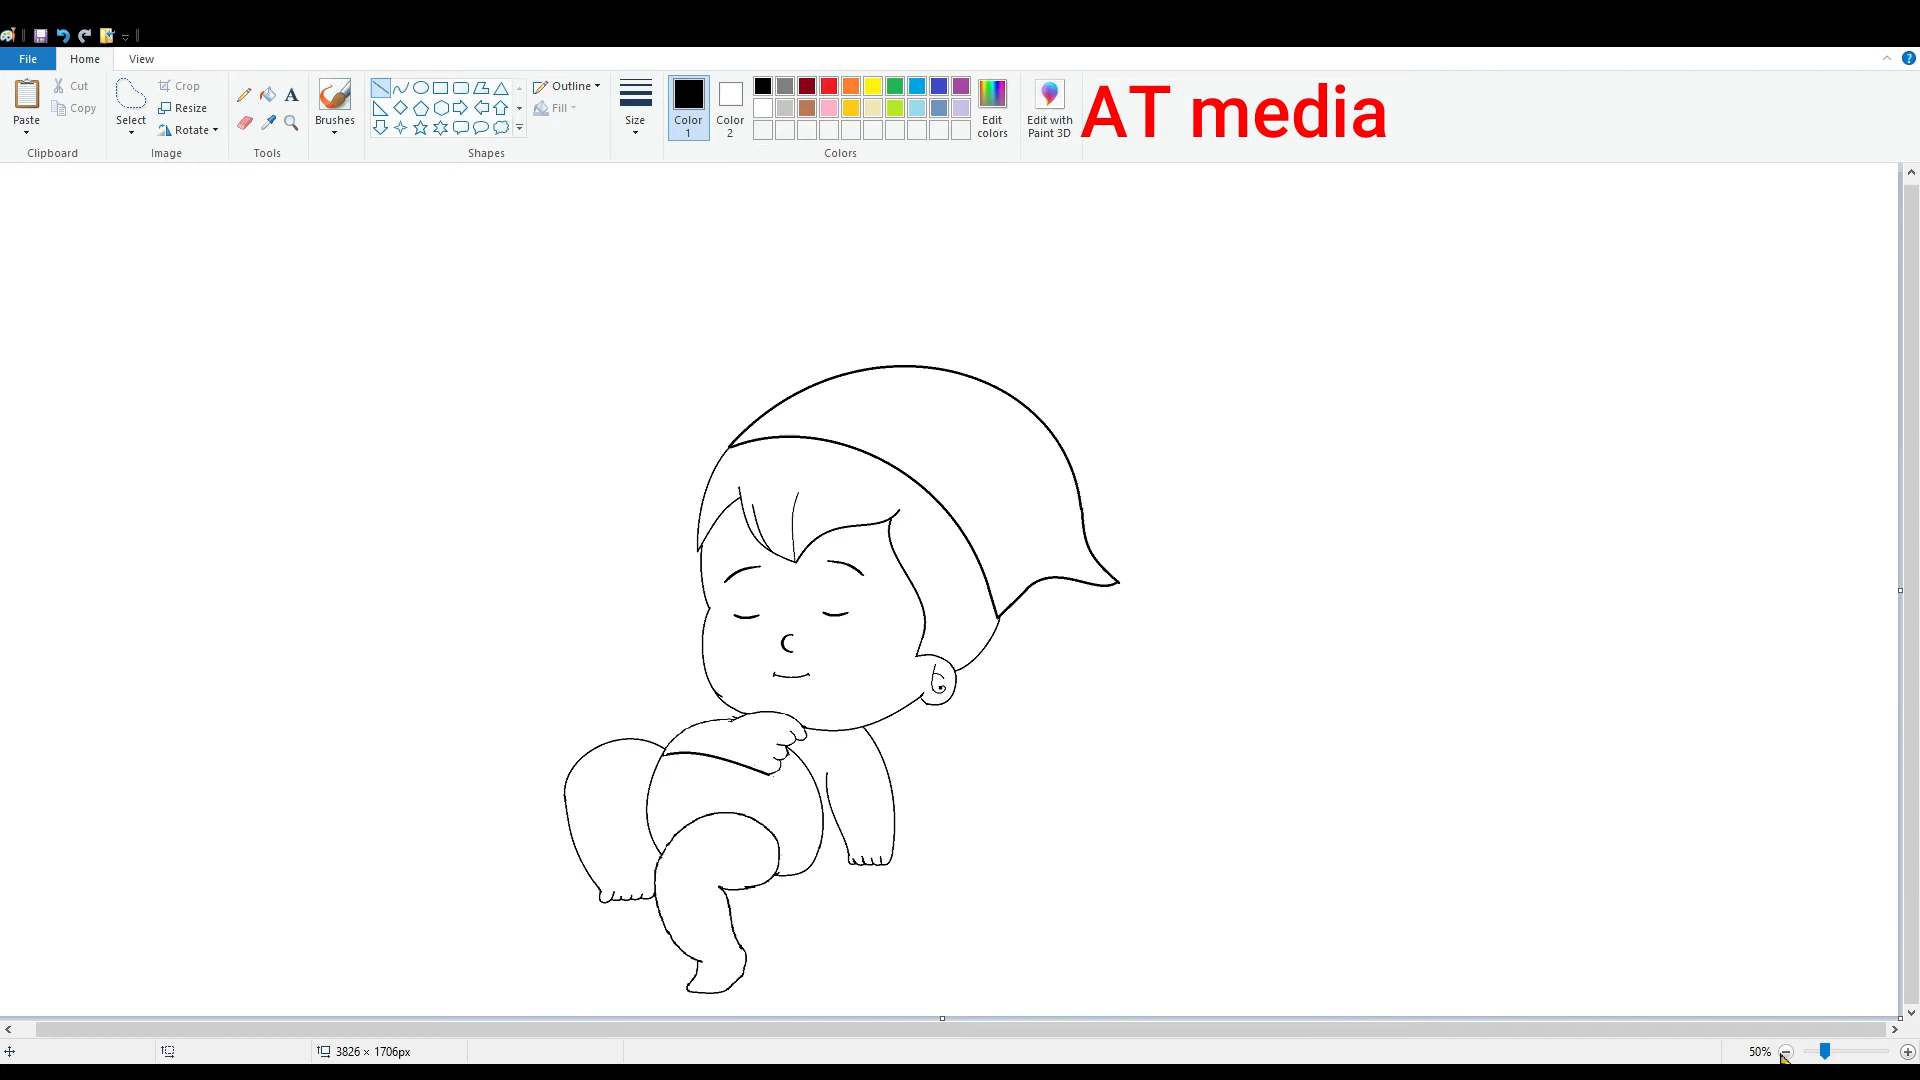 File Home View
Paste
Cut
Copy
Clipboard
Select
Crop
Resize
Rotate
Image
A
Tools
Brushes
Outline
Fill
Shapes
Size
Color
1
Color
2
Edit
colors
Colors
Edit with
Paint 3D
AT media
3826 × 1706px
50%